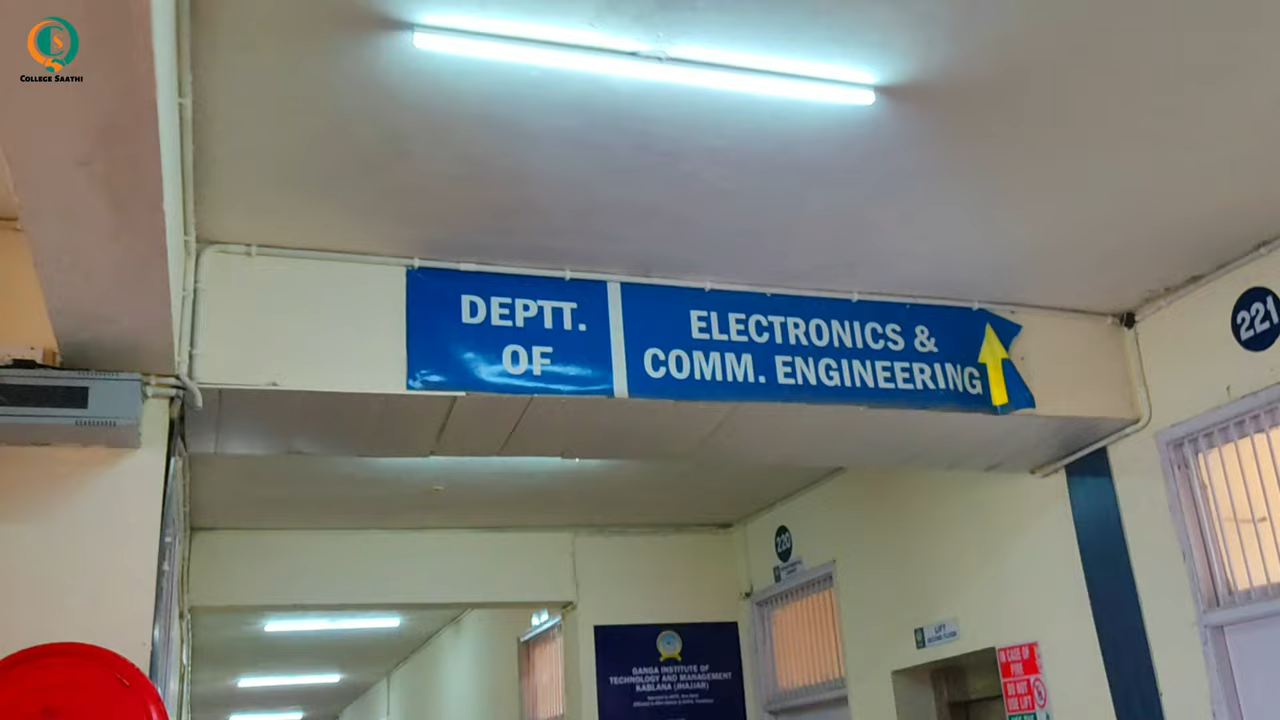 COLLEGE SAATHI
DEPTT.
OF
ELECTRONICS &
COMM. ENGINEERING
221
220
GANGA INSTITUTE OF
TECHNOLOGY AND MANAGEMENT
KABLANA (JHAJJAR)
LIFT
IN CASE OF
FIRE
DO NOT
USE LIFT